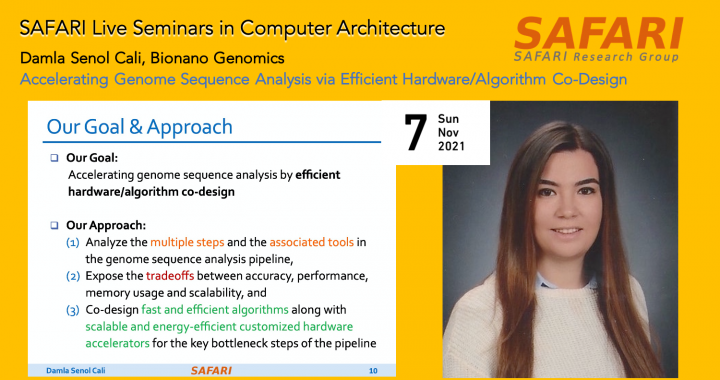 SAFARI Live Seminars in Computer Architecture
Damla Senol Cali, Bionano Genomics
Accelerating Genome Sequence Analysis via Efficient Hardware/Algorithm Co-Design
SAFARI
SAFARI Research Group
7
Sun
Nov
2021
Our Goal & Approach
Our Goal:
Accelerating genome sequence analysis by efficient
hardware/algorithm co-design
Our Approach:
(1) Analyze the multiple steps and the associated tools in
the genome sequence analysis pipeline,
(2) Expose the tradeoffs between accuracy, performance,
memory usage and scalability, and
(3) Co-design fast and efficient algorithms along with
scalable and energy-efficient customized hardware
accelerators for the key bottleneck steps of the pipeline
Damla Senol Cali SAFARI 10